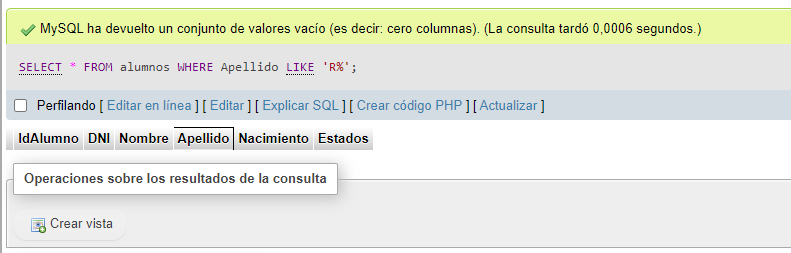 MySQL ha devuelto un conjunto de valores vacío (es decir: cero columnas). (La consulta tardó 0,0006 segundos.)
SELECT * FROM alumnos WHERE Apellido LIKE 'R%';
Perfilando [ Editar en línea ] [ Editar ] [ Explicar SQL ] [ Crear código PHP ] [ Actualizar ]
IdAlumno DNI Nombre Apellido Nacimiento Estados
Operaciones sobre los resultados de la consulta
Crear vista